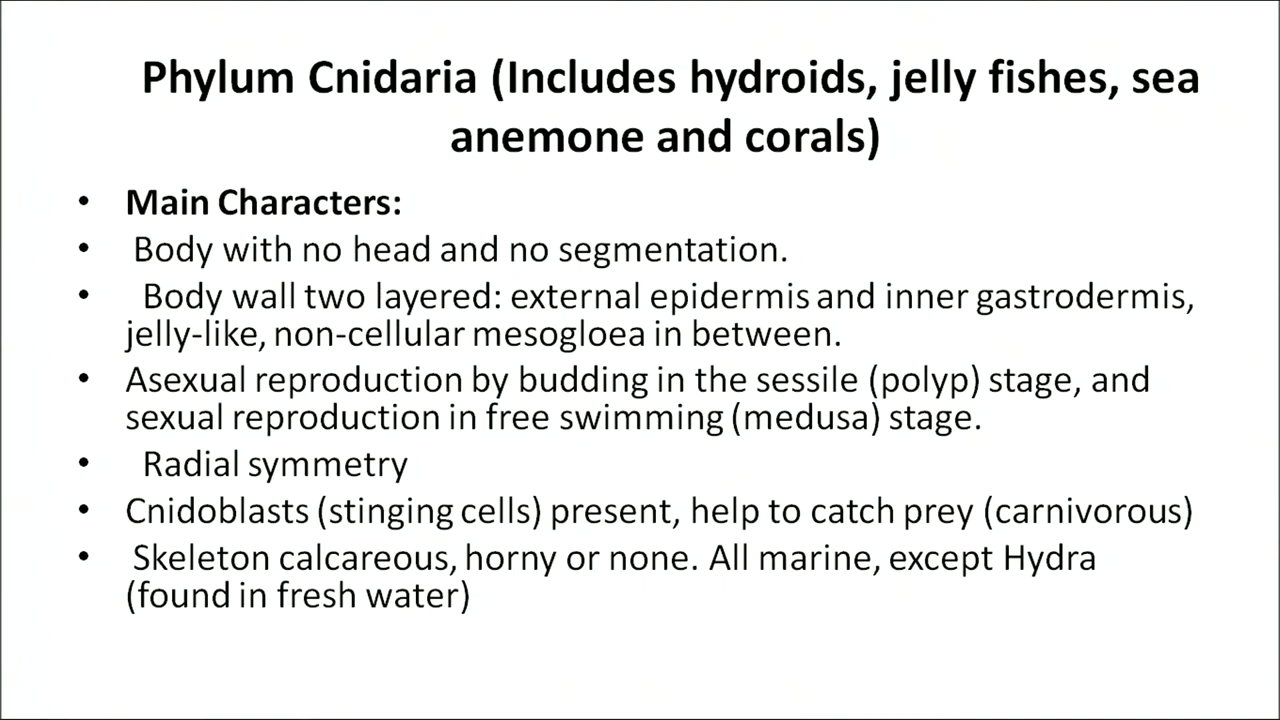 Phylum Cnidaria (Includes hydroids, jelly fishes, sea
anemone and corals)
• Main Characters:
• Body with no head and no segmentation.
• Body wall two layered: external epidermis and inner gastrodermis,
jelly-like, non-cellular mesogloea in between.
• Asexual reproduction by budding in the sessile (polyp) stage, and
sexual reproduction in free swimming (medusa) stage.
• Radial symmetry
• Cnidoblasts (stinging cells) present, help to catch prey (carnivorous)
• Skeleton calcareous, horny or none. All marine, except Hydra
(found in fresh water)